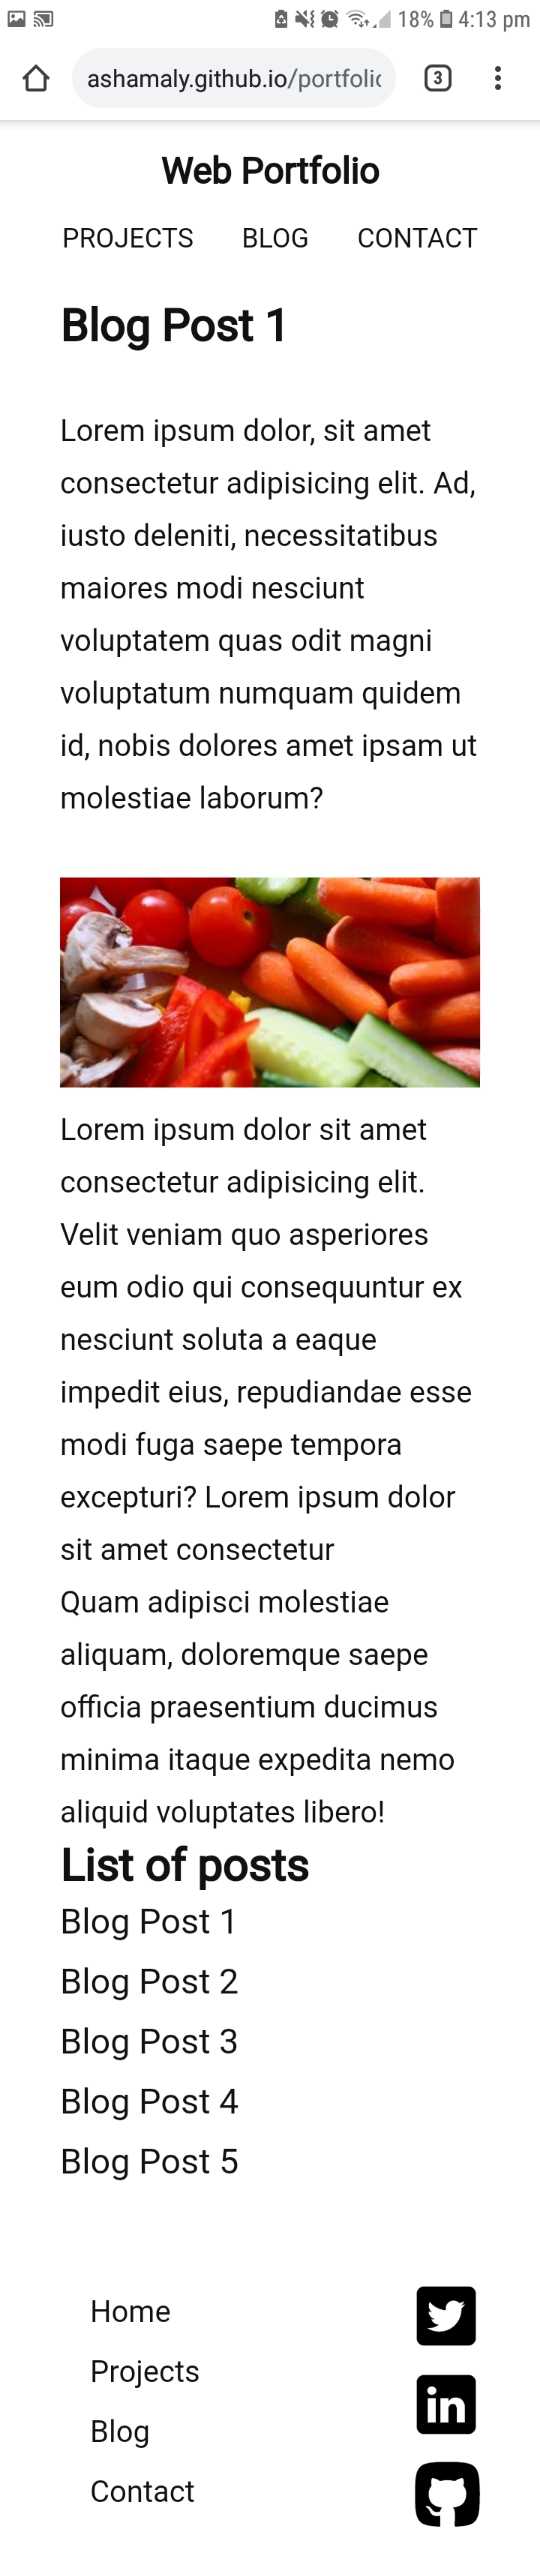 18% 4:13 pm
ashamaly.github.io/portfolio
3
Web Portfolio
PROJECTS BLOG CONTACT
Blog Post 1
Lorem ipsum dolor, sit amet
consectetur adipisicing elit. Ad,
iusto deleniti, necessitatibus
maiores modi nesciunt
voluptatem quas odit magni
voluptatum numquam quidem
id, nobis dolores amet ipsam ut
molestiae laborum?
Lorem ipsum dolor sit amet
consectetur adipisicing elit.
Velit veniam quo asperiores
eum odio qui consequuntur ex
nesciunt soluta a eaque
impedit eius, repudiandae esse
modi fuga saepe tempora
excepturi? Lorem ipsum dolor
sit amet consectetur
Quam adipisci molestiae
aliquam, doloremque saepe
officia praesentium ducimus
minima itaque expedita nemo
aliquid voluptates libero!
List of posts
Blog Post 1
Blog Post 2
Blog Post 3
Blog Post 4
Blog Post 5
Home
Projects
in
Blog
Contact